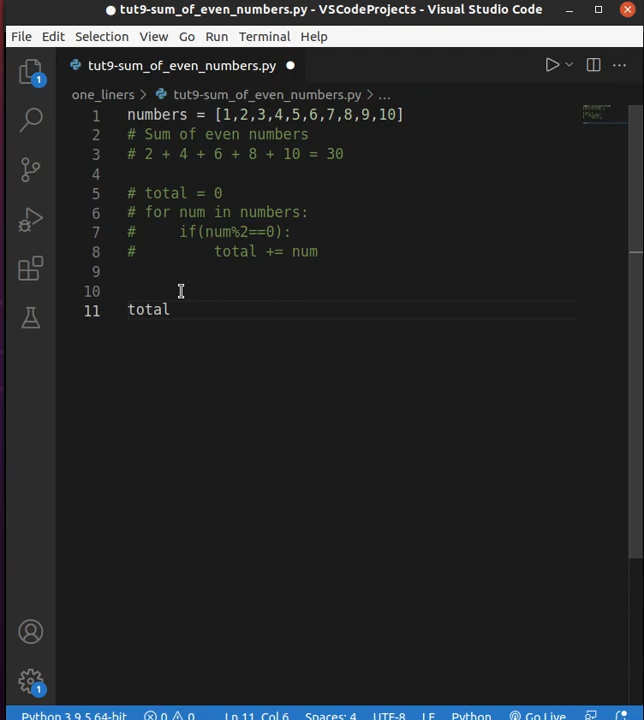 tut9-sum_of_even_numbers.py - VSCodeProjects - Visual Studio Code
File Edit Selection View Go Run Terminal Help
tut9-sum_of_even_numbers.py
one_liners > tut9-sum_of_even_numbers.py > ...
1 numbers = [1,2,3,4,5,6,7,8,9,10]
2 # Sum of even numbers
3 # 2 + 4 + 6 + 8 + 10 = 30
4
5 # total = 0
6 # for num in numbers:
7 #     if(num%2==0):
8 #         total += num
9
10
11 total
1
1
Python 3.9.5 64-bit 0 0 Ln 11, Col 6 Spaces: 4 UTF-8 LF Python Go Live